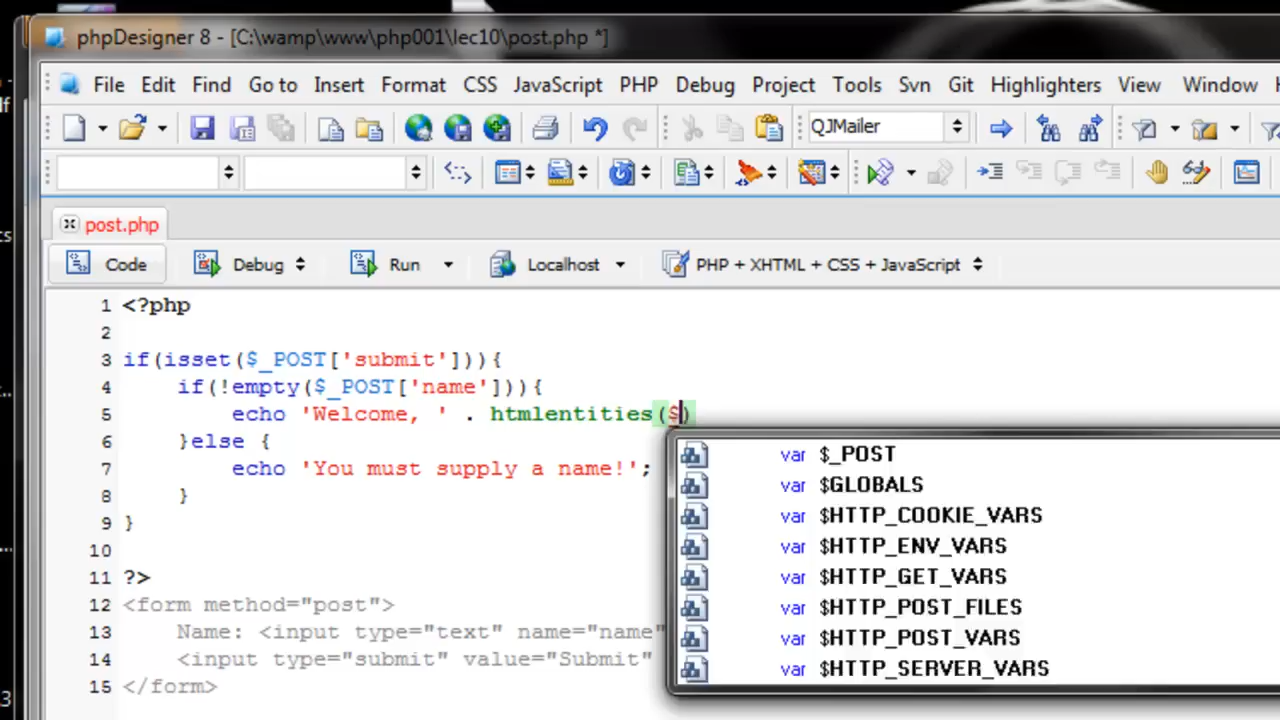 phpDesigner 8 - [C:\wamp\www\php001\lec10\post.php *]
File Edit Find Go to Insert Format CSS JavaScript PHP Debug Project Tools Svn Git Highlighters View Window
QJMailer
post.php
Code Debug Run Localhost PHP + XHTML + CSS + JavaScript
1 <?php
2
3 if(isset($_POST['submit'])){
4 if(!empty($_POST['name'])){
5 echo 'Welcome, ' . htmlentities($)
6 }else {
7 echo 'You must supply a name!';
8 }
9 }
10
11 ?>
12 <form method="post">
13 Name: <input type="text" name="name"
14 <input type="submit" value="Submit"
15 </form>
var $_POST
var $GLOBALS
var $HTTP_COOKIE_VARS
var $HTTP_ENV_VARS
var $HTTP_GET_VARS
var $HTTP_POST_FILES
var $HTTP_POST_VARS
var $HTTP_SERVER_VARS